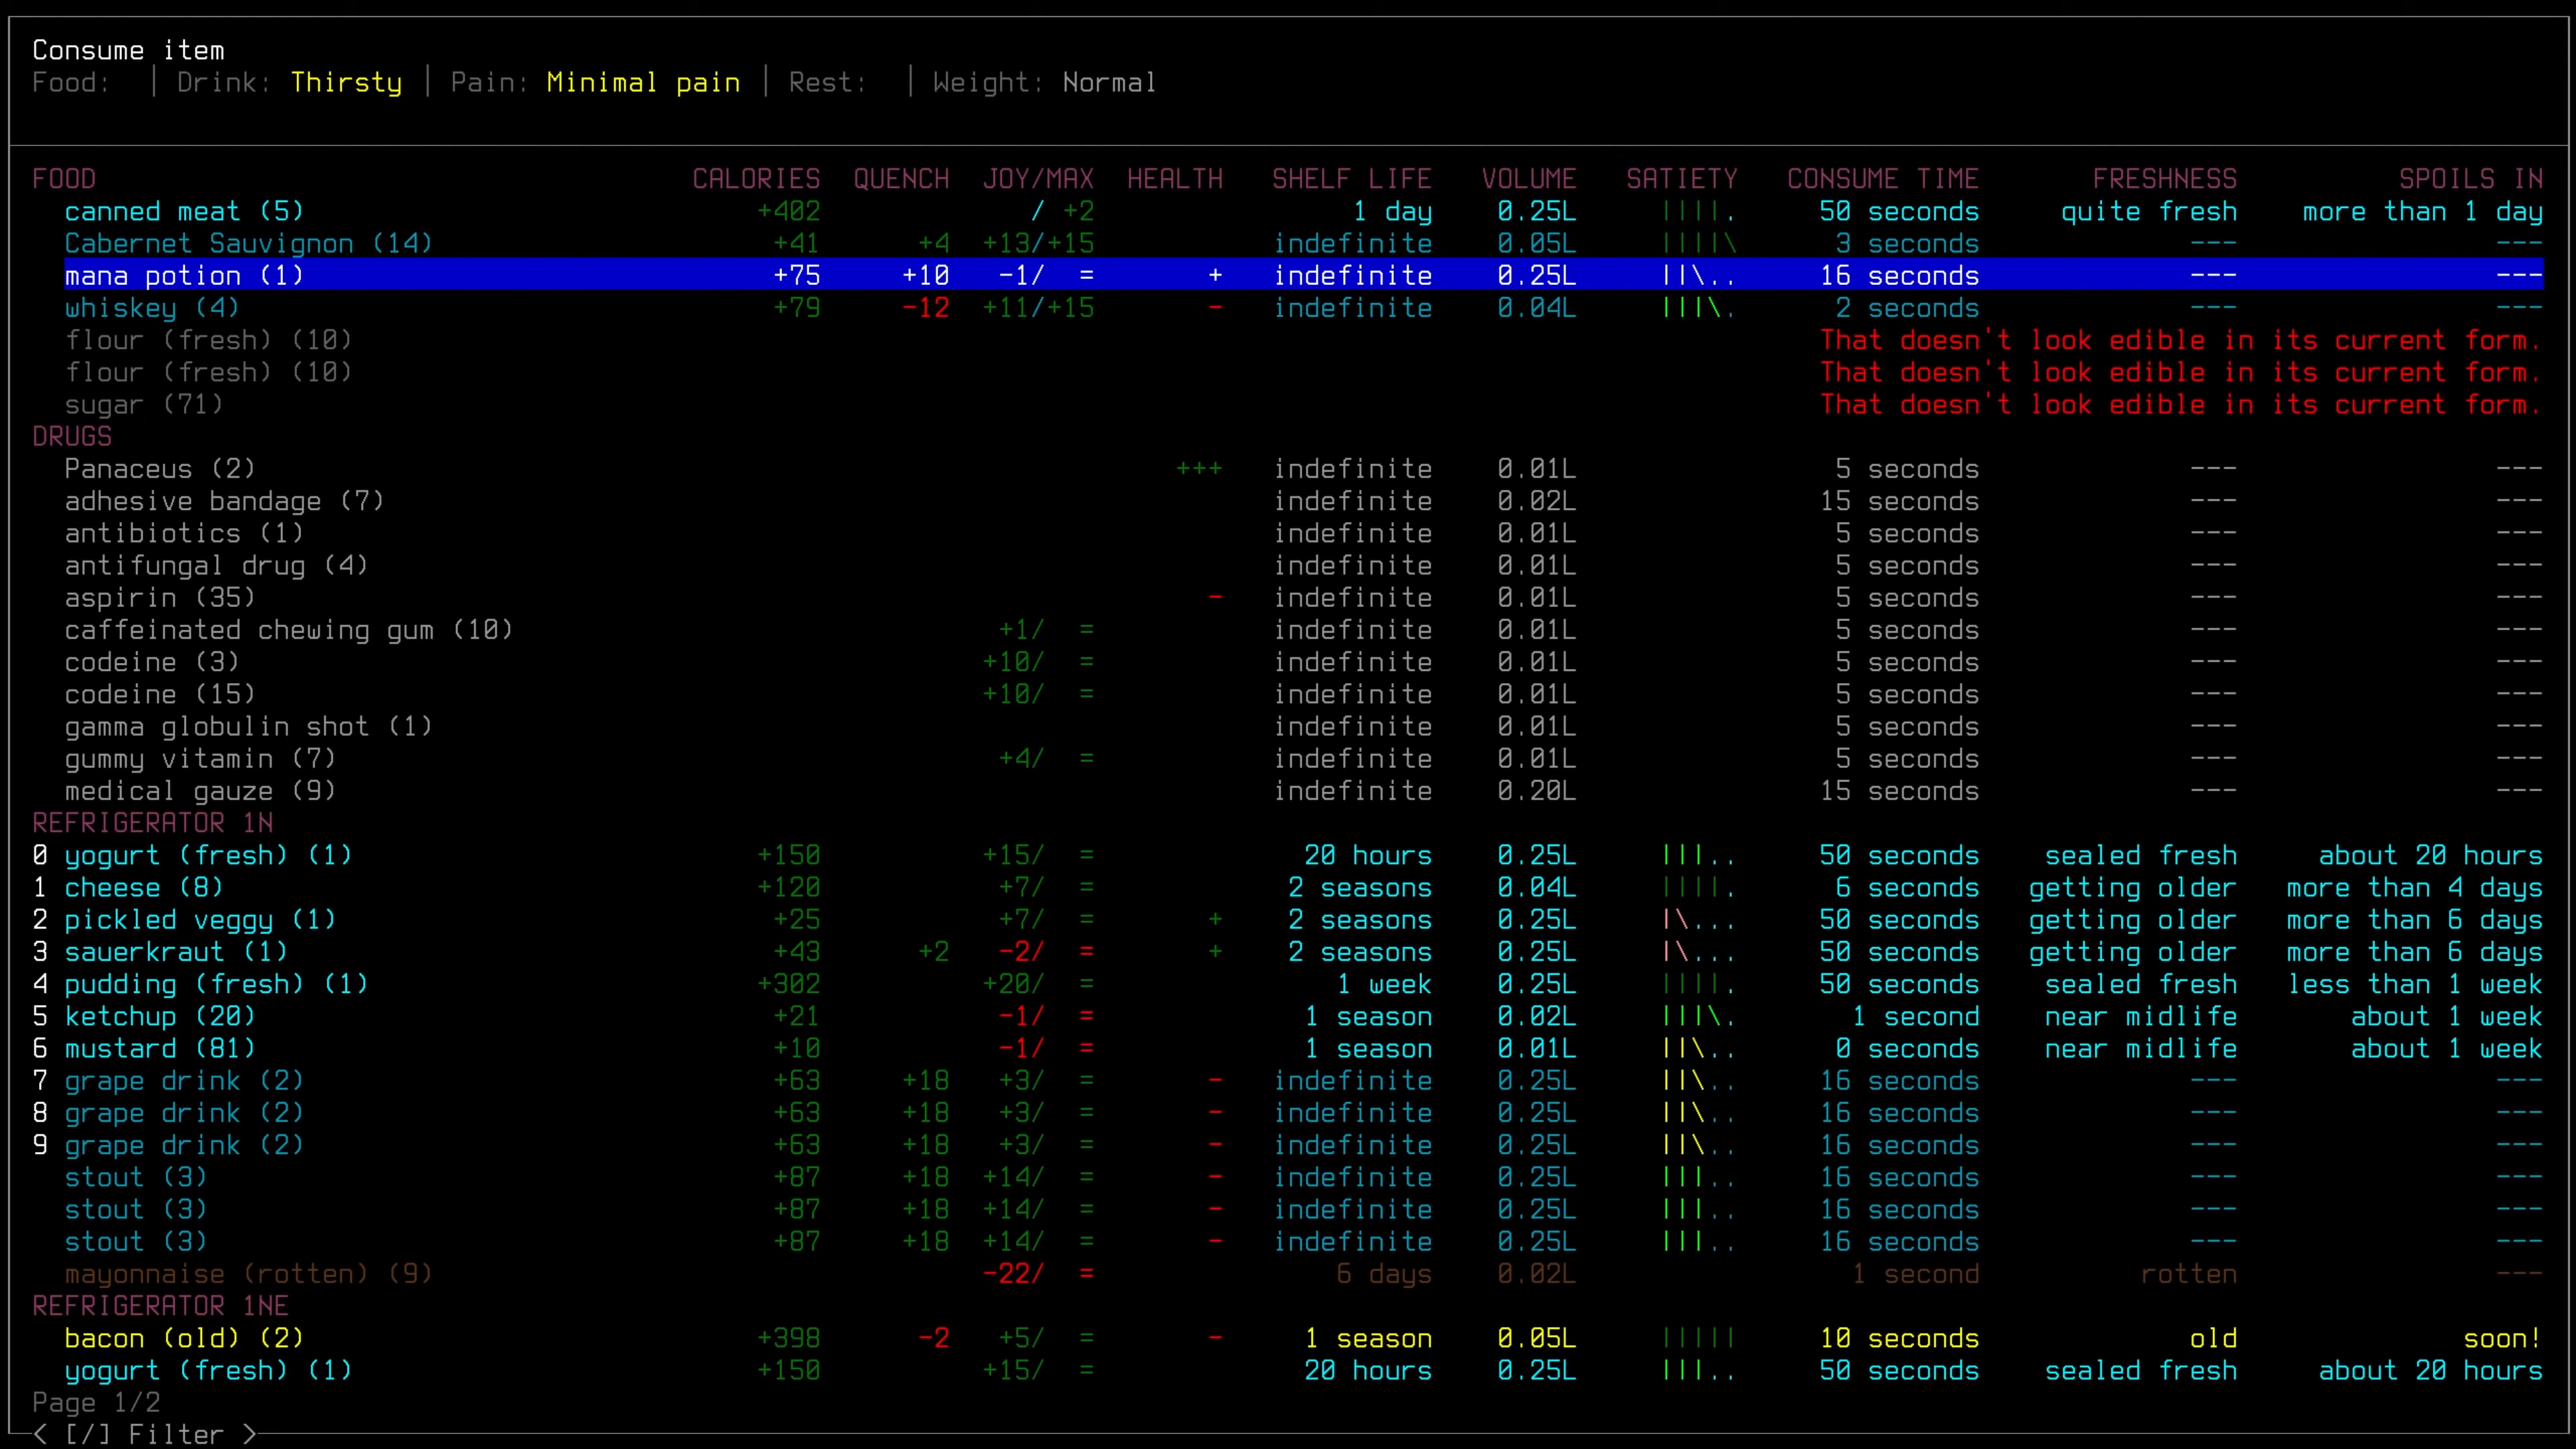 Consume item
Food: | Drink: Thirsty | Pain: Minimal pain | Rest: | Weight: Normal
FOOD CALORIES QUENCH JOY/MAX HEALTH SHELF LIFE VOLUME SATIETY CONSUME TIME FRESHNESS SPOILS IN
canned meat (5) +402 / +2 1 day 0.25L ||||. 50 seconds quite fresh more than 1 day
Cabernet Sauvignon (14) +41 +4 +13/+15 indefinite 0.05L ||||\ 3 seconds --- ---
mana potion (1) +75 +10 -1/ = + indefinite 0.25L ||\.. 16 seconds --- ---
whiskey (4) +79 -12 +11/+15 - indefinite 0.04L |||\. 2 seconds --- ---
flour (fresh) (10) That doesn't look edible in its current form.
flour (fresh) (10) That doesn't look edible in its current form.
sugar (71) That doesn't look edible in its current form.
DRUGS
Panaceus (2) +++ indefinite 0.01L 5 seconds --- ---
adhesive bandage (7) indefinite 0.02L 15 seconds --- ---
antibiotics (1) indefinite 0.01L 5 seconds --- ---
antifungal drug (4) indefinite 0.01L 5 seconds --- ---
aspirin (35) - indefinite 0.01L 5 seconds --- ---
caffeinated chewing gum (10) +1/ = indefinite 0.01L 5 seconds --- ---
codeine (3) +10/ = indefinite 0.01L 5 seconds --- ---
codeine (15) +10/ = indefinite 0.01L 5 seconds --- ---
gamma globulin shot (1) indefinite 0.01L 5 seconds --- ---
gummy vitamin (7) +4/ = indefinite 0.01L 5 seconds --- ---
medical gauze (9) indefinite 0.20L 15 seconds --- ---
REFRIGERATOR 1N
0 yogurt (fresh) (1) +150 +15/ = 20 hours 0.25L |||.. 50 seconds sealed fresh about 20 hours
1 cheese (8) +120 +7/ = 2 seasons 0.04L ||||. 6 seconds getting older more than 4 days
2 pickled veggy (1) +25 +7/ = + 2 seasons 0.25L |\... 50 seconds getting older more than 6 days
3 sauerkraut (1) +43 +2 -2/ = + 2 seasons 0.25L |\... 50 seconds getting older more than 6 days
4 pudding (fresh) (1) +302 +20/ = 1 week 0.25L ||||. 50 seconds sealed fresh less than 1 week
5 ketchup (20) +21 -1/ = 1 season 0.02L |||\. 1 second near midlife about 1 week
6 mustard (81) +10 -1/ = 1 season 0.01L ||\.. 0 seconds near midlife about 1 week
7 grape drink (2) +63 +18 +3/ = - indefinite 0.25L ||\.. 16 seconds --- ---
8 grape drink (2) +63 +18 +3/ = - indefinite 0.25L ||\.. 16 seconds --- ---
9 grape drink (2) +63 +18 +3/ = - indefinite 0.25L ||\.. 16 seconds --- ---
stout (3) +87 +18 +14/ = - indefinite 0.25L |||.. 16 seconds --- ---
stout (3) +87 +18 +14/ = - indefinite 0.25L |||.. 16 seconds --- ---
stout (3) +87 +18 +14/ = - indefinite 0.25L |||.. 16 seconds --- ---
mayonnaise (rotten) (9) -22/ = 6 days 0.02L 1 second rotten ---
REFRIGERATOR 1NE
bacon (old) (2) +398 -2 +5/ = - 1 season 0.05L ||||| 10 seconds old soon!
yogurt (fresh) (1) +150 +15/ = 20 hours 0.25L |||.. 50 seconds sealed fresh about 20 hours
Page 1/2
< [/] Filter >